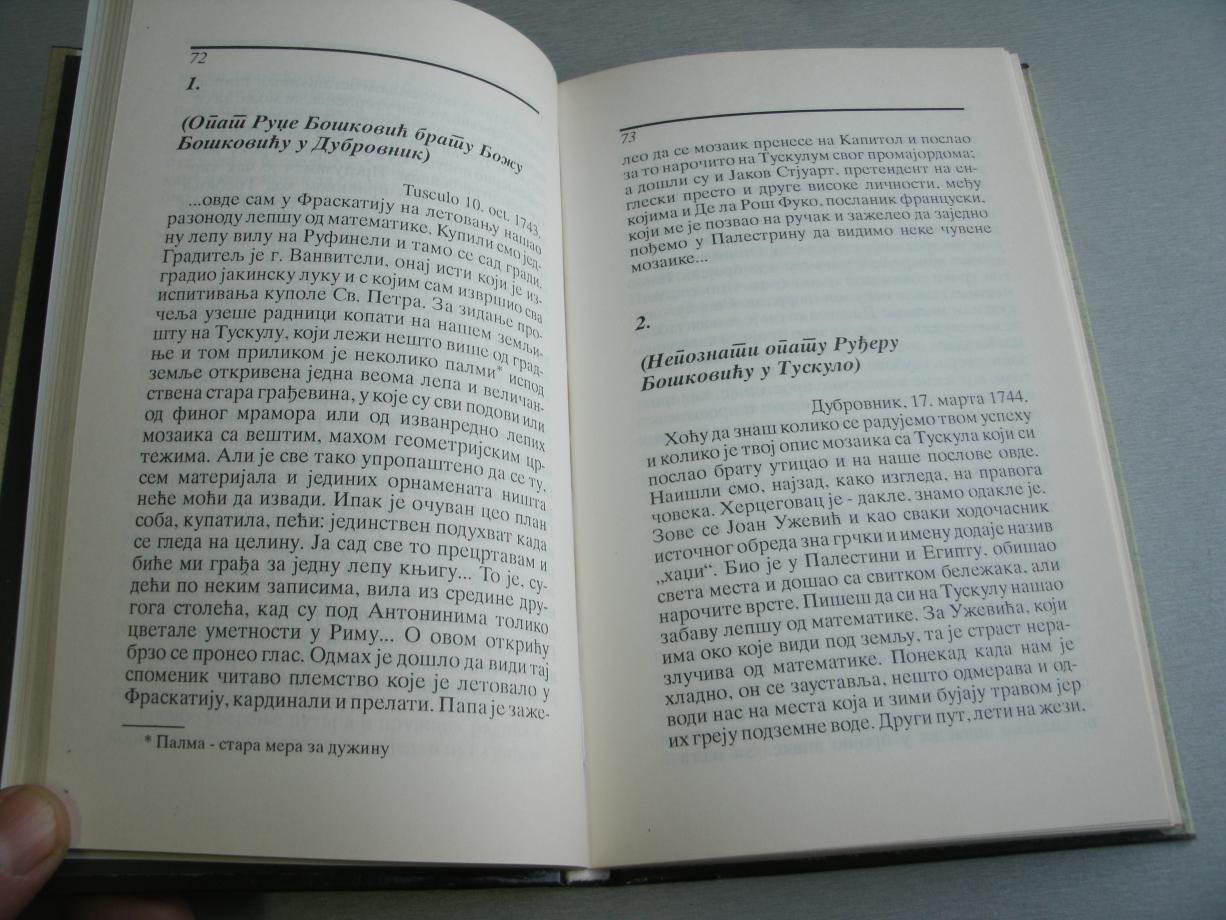 72
1.
(Опат Руџе Бошковић брату Божу
Бошковићу у Дубровник)
Tusculo 10. oct. 1743.
...овде сам у Фраскатију на летовању нашао
разоноду лепшу од математике. Купили смо јед-
ну лепу вилу на Руфинели и тамо се сад гради.
Градитељ је г. Ванвители, онај исти који је из-
градио јакинску луку и с којим сам извршио сва
испитивања куполе Св. Петра. За зидање про-
чеља узеше радници копати на нашем земљи-
шту на Тускулу, који лежи нешто више од град-
ње и том приликом је неколико палми* испод
земље откривена једна веома лепа и величан-
ствена стара грађевина, у које су сви подови или
од финог мрамора или од изванредно лепих
мозаика са вештим, махом геометријским цр-
тежима. Али је све тако упропаштено да се ту,
сем материјала и јединих орнамената ништа
неће моћи да извади. Ипак је очуван цео план
соба, купатила, пећи: јединствен подухват када
се гледа на целину. Ја сад све то прецртавам и
биће ми грађа за једну лепу књигу... То је, су-
дећи по неким записима, вила из средине дру-
гога столећа, кад су под Антонинима толико
цветале уметности у Риму... О овом открићу
брзо се пронео глас. Одмах је дошло да види тај
споменик читаво племство које је летовало у
Фраскатију, кардинали и прелати. Папа је заже-
* Палма - стара мера за дужину
73
лео да се мозаик пренесе на Капитол и послао
за то нарочито на Тускулум свог промајордома;
а дошли су и Јаков Стјуарт, претендент на ен-
глески престо и друге високе личности, међу
којима и Де ла Рош Фуко, посланик француски,
који ме је позвао на ручак и зажелео да заједно
пођемо у Палестрину да видимо неке чувене
мозаике...
2.
(Непознати опату Руђеру
Бошковићу у Тускуло)
Дубровник, 17. марта 1744.
Хоћу да знаш колико се радујемо твом успеху
и колико је твој опис мозаика са Тускула који си
послао брату утицао и на наше послове овде.
Наишли смо, најзад, како изгледа, на правога
човека. Херцеговац је - дакле, знамо одакле је.
Зове се Јоан Ужевић и као сваки ходочасник
источног обреда зна грчки и имену додаје назив
„хаџи“. Био је у Палестини и Египту, обишао
света места и дошао са свитком бележака, али
нарочите врсте. Пишеш да си на Тускулу нашао
забаву лепшу од математике. За Ужевића, који
има око које види под земљу, та је страст нера-
злучива од математике. Понекад када нам је
хладно, он се зауставља, нешто одмерава и од-
води нас на места која и зими бујају травом јер
их греју подземне воде. Други пут, лети на жези,